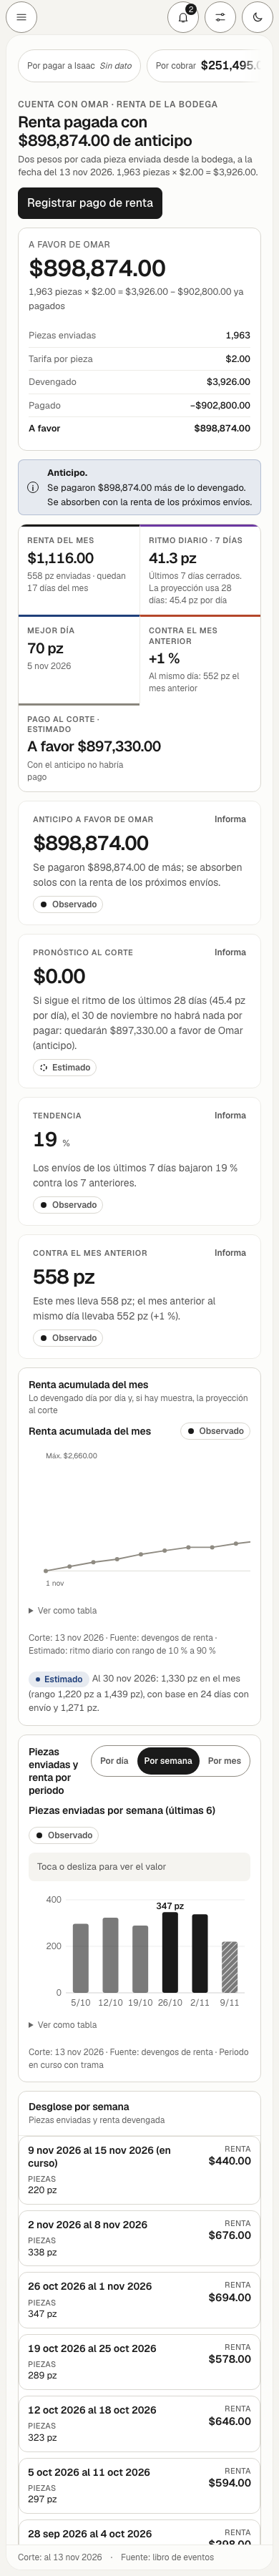 2
Por pagar a Isaac Sin dato
Por cobrar $251,495.0
CUENTA CON OMAR · RENTA DE LA BODEGA
Renta pagada con
$898,874.00 de anticipo
Dos pesos por cada pieza enviada desde la bodega, a la
fecha del 13 nov 2026. 1,963 piezas × $2.00 = $3,926.00.
Registrar pago de renta
A FAVOR DE OMAR
$898,874.00
1,963 piezas × $2.00 = $3,926.00 − $902,800.00 ya
pagados
Piezas enviadas 1,963
Tarifa por pieza $2.00
Devengado $3,926.00
Pagado −$902,800.00
A favor $898,874.00
Anticipo.
Se pagaron $898,874.00 más de lo devengado.
Se absorben con la renta de los próximos envíos.
RENTA DEL MES
$1,116.00
558 pz enviadas · quedan
17 días del mes
RITMO DIARIO · 7 DÍAS
41.3 pz
Últimos 7 días cerrados.
La proyección usa 28
días: 45.4 pz por día
MEJOR DÍA
70 pz
5 nov 2026
CONTRA EL MES
ANTERIOR
+1 %
Al mismo día: 552 pz el
mes anterior
PAGO AL CORTE ·
ESTIMADO
A favor $897,330.00
Con el anticipo no habría
pago
ANTICIPO A FAVOR DE OMAR Informa
$898,874.00
Se pagaron $898,874.00 de más; se absorben
solos con la renta de los próximos envíos.
Observado
PRONÓSTICO AL CORTE Informa
$0.00
Si sigue el ritmo de los últimos 28 días (45.4 pz
por día), el 30 de noviembre no habrá nada por
pagar: quedarán $897,330.00 a favor de Omar
(anticipo).
Estimado
TENDENCIA Informa
19 %
Los envíos de los últimos 7 días bajaron 19 %
contra los 7 anteriores.
Observado
CONTRA EL MES ANTERIOR Informa
558 pz
Este mes lleva 558 pz; el mes anterior al
mismo día llevaba 552 pz (+1 %).
Observado
Renta acumulada del mes
Lo devengado día por día y, si hay muestra, la proyección
al corte
Renta acumulada del mes Observado
Máx. $2,660.00
1 nov
Ver como tabla
Corte: 13 nov 2026 · Fuente: devengos de renta ·
Estimado: ritmo diario con rango de 10 % a 90 %
Estimado Al 30 nov 2026: 1,330 pz en el mes
(rango 1,220 pz a 1,439 pz), con base en 24 días con
envío y 1,271 pz.
Piezas
enviadas y
renta por
periodo
Por día Por semana Por mes
Piezas enviadas por semana (últimas 6)
Observado
Toca o desliza para ver el valor
400
347 pz
200
0
5/10 12/10 19/10 26/10 2/11 9/11
Ver como tabla
Corte: 13 nov 2026 · Fuente: devengos de renta · Periodo
en curso con trama
Desglose por semana
Piezas enviadas y renta devengada
9 nov 2026 al 15 nov 2026 (en
curso)
RENTA
$440.00
PIEZAS
220 pz
2 nov 2026 al 8 nov 2026
RENTA
$676.00
PIEZAS
338 pz
26 oct 2026 al 1 nov 2026
RENTA
$694.00
PIEZAS
347 pz
19 oct 2026 al 25 oct 2026
RENTA
$578.00
PIEZAS
289 pz
12 oct 2026 al 18 oct 2026
RENTA
$646.00
PIEZAS
323 pz
5 oct 2026 al 11 oct 2026
RENTA
$594.00
PIEZAS
297 pz
28 sep 2026 al 4 oct 2026
RENTA
Corte: al 13 nov 2026 · Fuente: libro de eventos